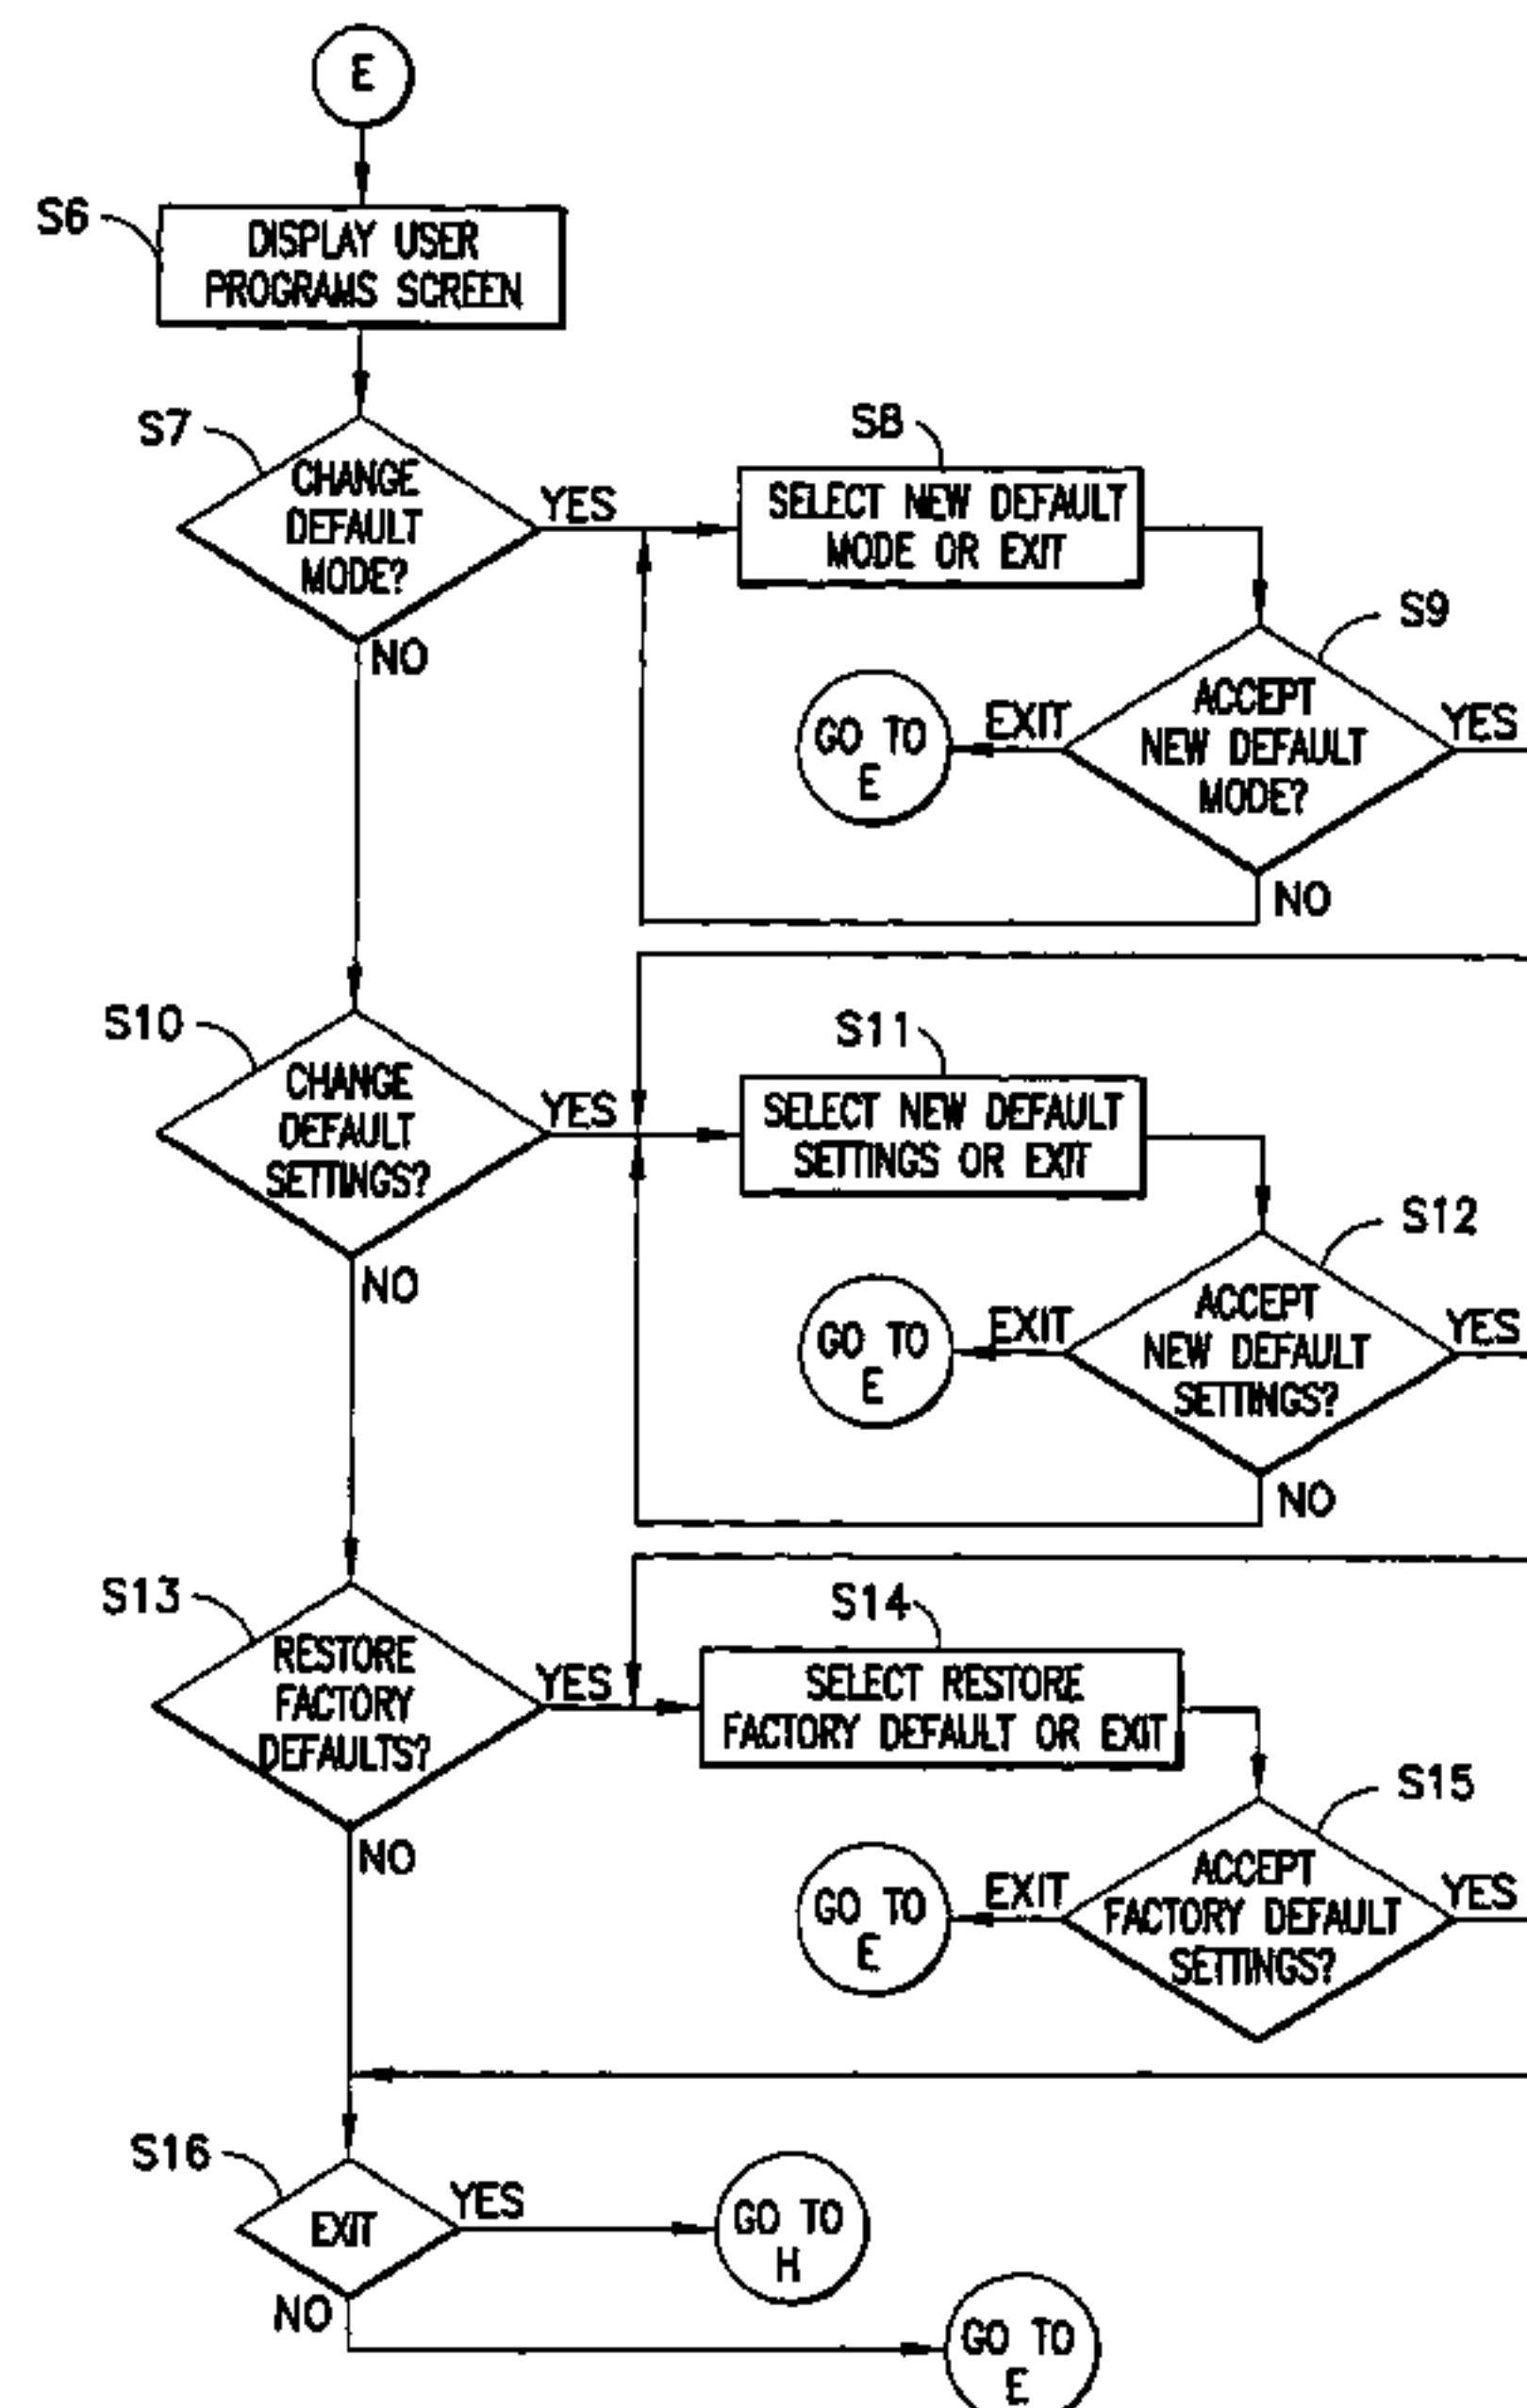 E
S6
DISPLAY USER
PROGRAMS SCREEN
S7
CHANGE
DEFAULT
MODE?
YES
NO
S8
SELECT NEW DEFAULT
MODE OR EXIT
S9
ACCEPT
NEW DEFAULT
MODE?
YES
EXIT
GO TO
E
NO
S10
CHANGE
DEFAULT
SETTINGS?
YES
NO
S11
SELECT NEW DEFAULT
SETTINGS OR EXIT
S12
ACCEPT
NEW DEFAULT
SETTINGS?
YES
EXIT
GO TO
E
NO
S13
RESTORE
FACTORY
DEFAULTS?
YES
NO
S14
SELECT RESTORE
FACTORY DEFAULT OR EXIT
S15
ACCEPT
FACTORY DEFAULT
SETTINGS?
YES
EXIT
GO TO
E
S16
EXIT
YES
GO TO
H
NO
GO TO
E